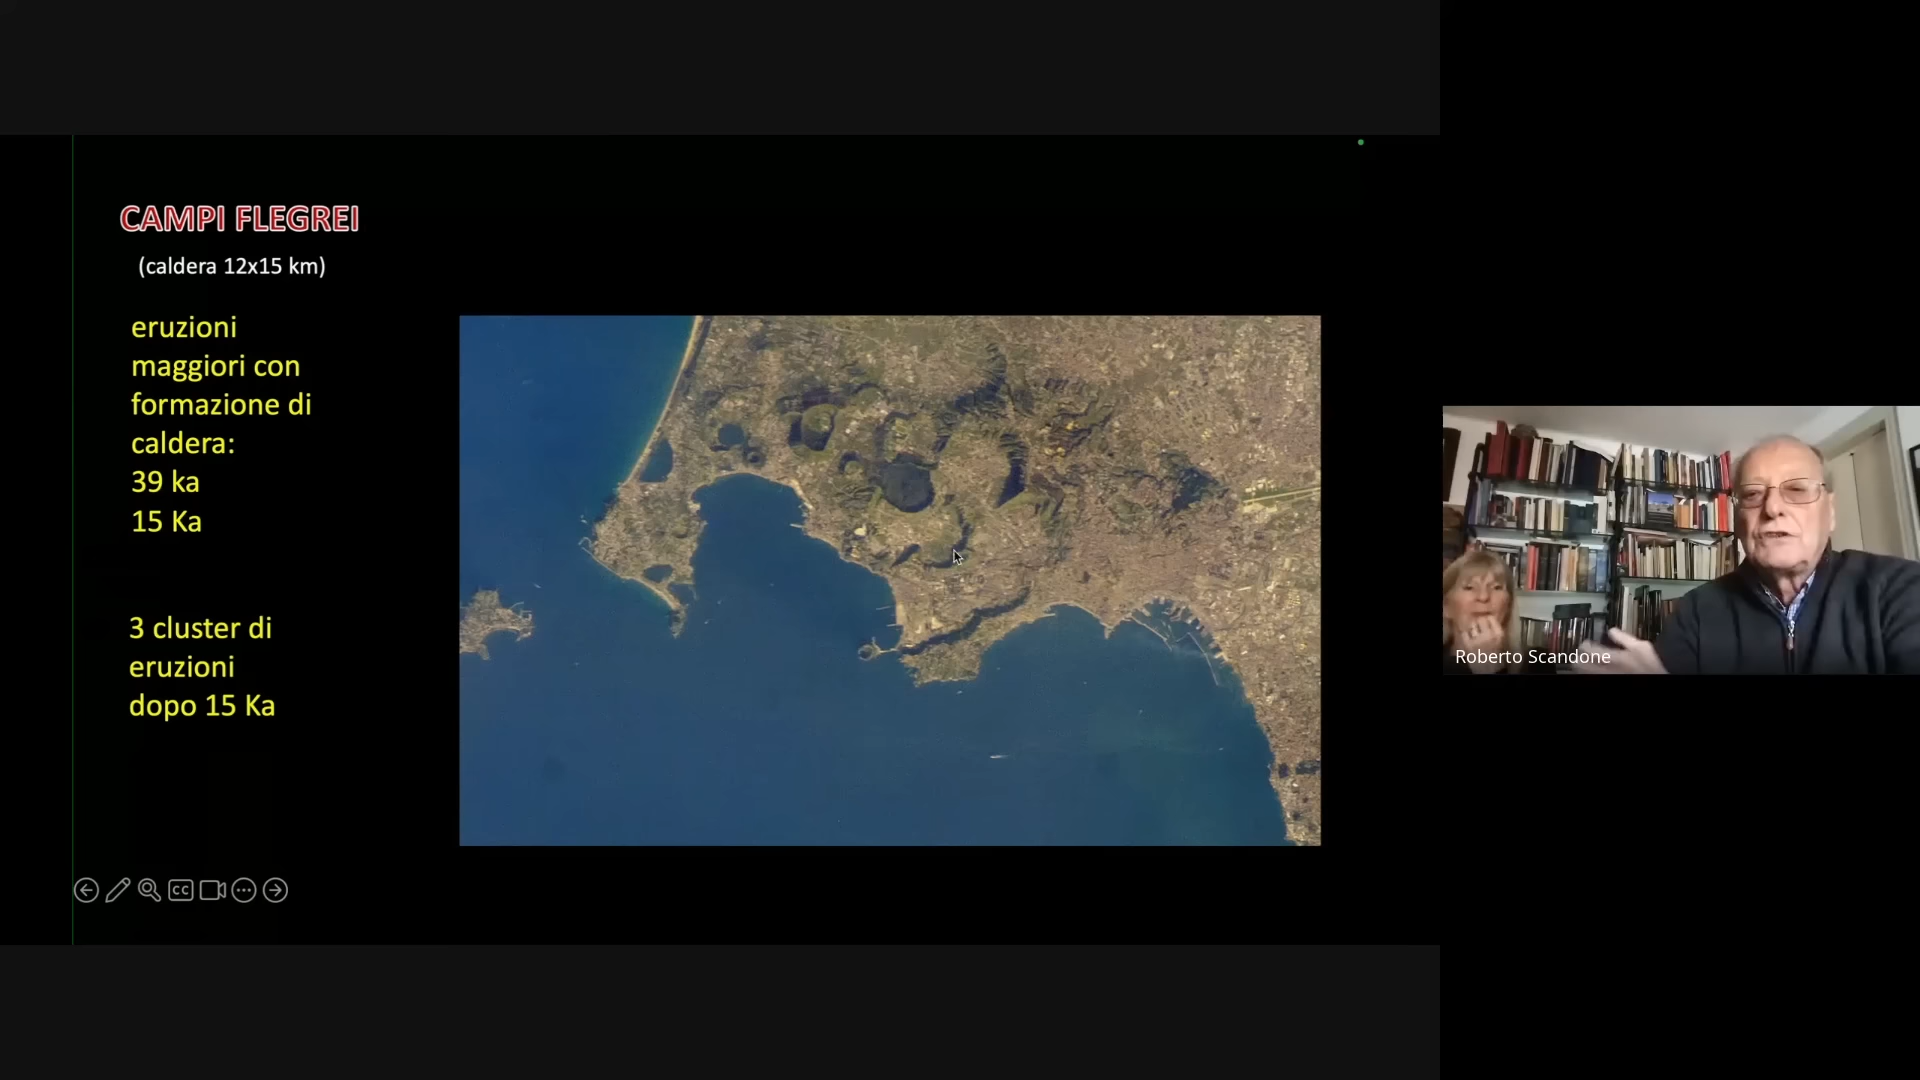 CAMPI FLEGREI
(caldera 12x15 km)
eruzioni
maggiori con
formazione di
caldera:
39 ka
15 Ka
3 cluster di
eruzioni
dopo 15 Ka
CC
Roberto Scandone